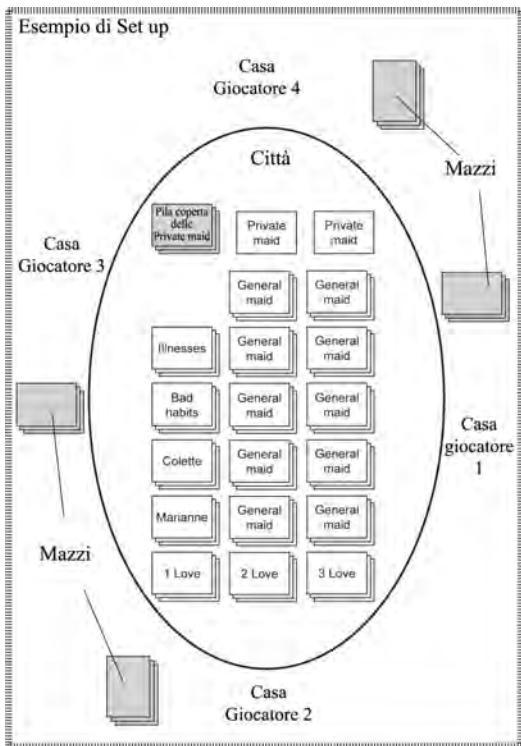 Esempio di Set up
Casa
Giocatore 4
Città
Mazzi
Pila coperta
delle
Private maid
Private
maid
Private
maid
Casa
Giocatore 3
General
maid
General
maid
Illnesses
General
maid
General
maid
Bad
habits
General
maid
General
maid
Casa
giocatore
1
Colette
General
maid
General
maid
Marianne
General
maid
General
maid
Mazzi
1 Love
2 Love
3 Love
Casa
Giocatore 2